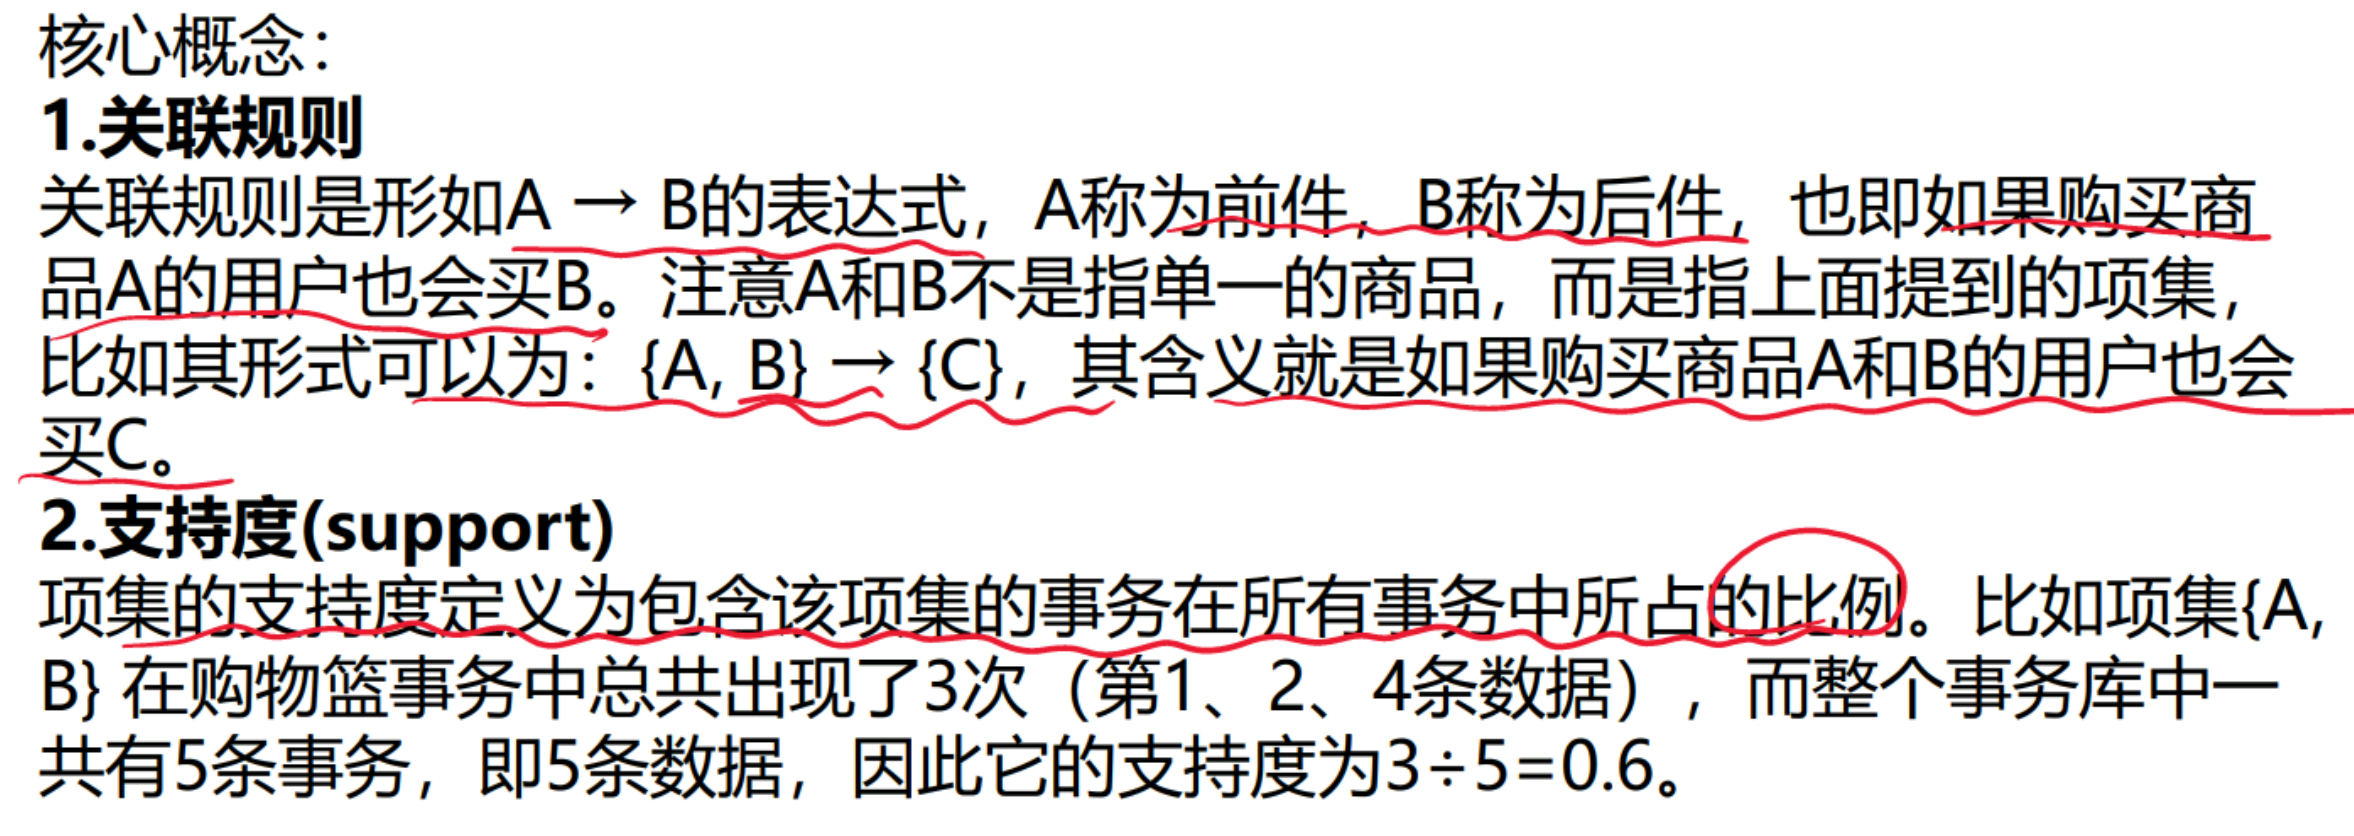 核心概念：
1.关联规则
关联规则是形如A → B的表达式，A称为前件，B称为后件，也即如果购买商
品A的用户也会买B。注意A和B不是指单一的商品，而是指上面提到的项集，
比如其形式可以为：{A, B} → {C}，其含义就是如果购买商品A和B的用户也会
买C。
2.支持度(support)
项集的支持度定义为包含该项集的事务在所有事务中所占的比例。比如项集{A,
B} 在购物篮事务中总共出现了3次（第1、2、4条数据），而整个事务库中一
共有5条事务，即5条数据，因此它的支持度为3÷5=0.6。